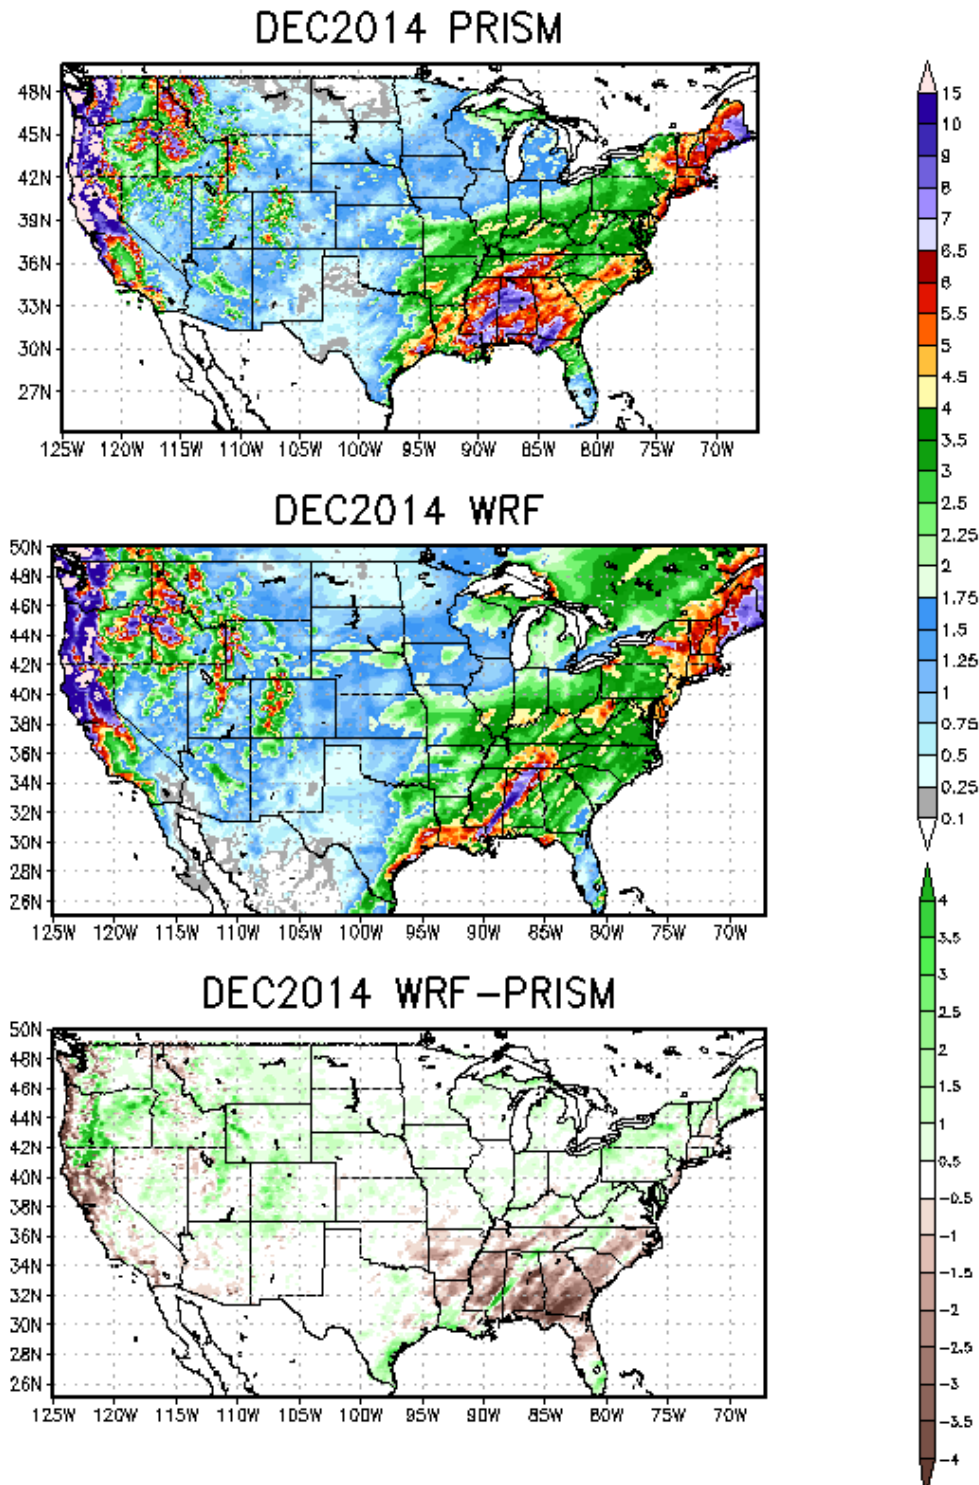 DEC2014 PRISM
48N
45N
42N
39N
36N
33N
30N
27N
125W 120W 115W 110W 105W 100W 95W 90W 85W 80W 75W 70W
DEC2014 WRF
50N
48N
46N
44N
42N
40N
38N
36N
34N
32N
30N
28N
26N
125W 120W 115W 110W 105W 100W 95W 90W 85W 80W 75W 70W
DEC2014 WRF-PRISM
50N
48N
46N
44N
42N
40N
38N
36N
34N
32N
30N
28N
26N
125W 120W 115W 110W 105W 100W 95W 90W 85W 80W 75W 70W
15
10
9
8
7
6.5
6
5.5
5
4.5
4
3.5
3
2.5
2.25
2
1.75
1.5
1.25
1
0.75
0.5
0.25
0.1
4
3.5
3
2.5
2
1.5
1
0.5
-0.5
-1
-1.5
-2
-2.5
-3
-3.5
-4